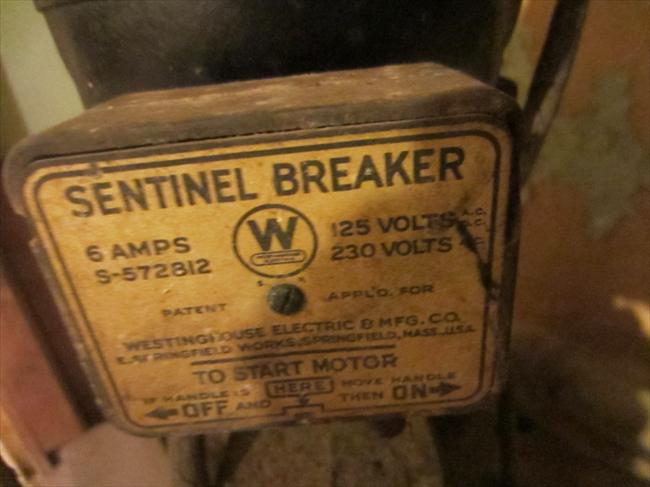 SENTINEL BREAKER
6 AMPS
S-572812
W
125 VOLTS A.C. D.C.
230 VOLTS
PATENT APPL'D. FOR
WESTINGHOUSE ELECTRIC & MFG. CO.
E. SPRINGFIELD WORKS, SPRINGFIELD, MASS., U.S.A.
TO START MOTOR
IF HANDLE IS HERE MOVE HANDLE
OFF AND THEN ON